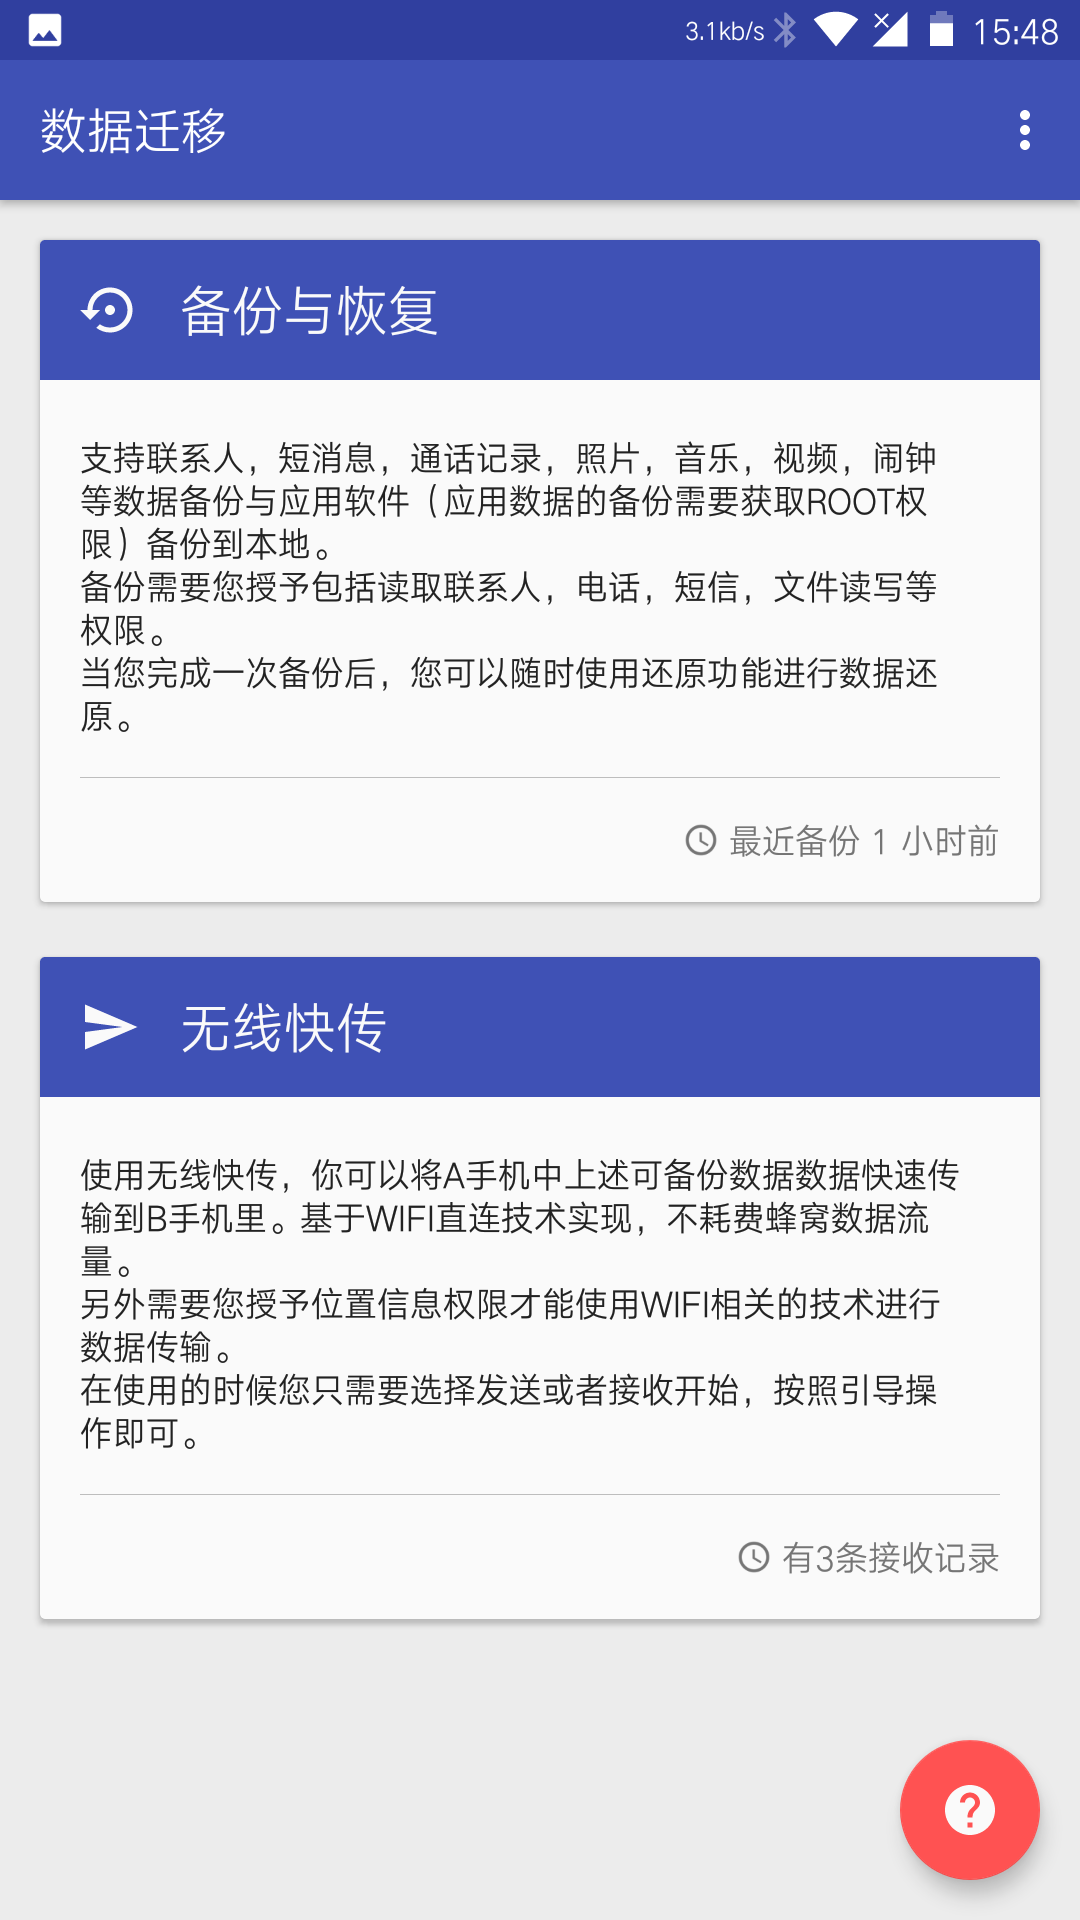 3.1kb/s 15:48
数据迁移
备份与恢复
支持联系人，短消息，通话记录，照片，音乐，视频，闹钟
等数据备份与应用软件（应用数据的备份需要获取ROOT权
限）备份到本地。
备份需要您授予包括读取联系人，电话，短信，文件读写等
权限。
当您完成一次备份后，您可以随时使用还原功能进行数据还
原。
最近备份 1 小时前
无线快传
使用无线快传，你可以将A手机中上述可备份数据数据快速传
输到B手机里。基于WIFI直连技术实现，不耗费蜂窝数据流
量。
另外需要您授予位置信息权限才能使用WIFI相关的技术进行
数据传输。
在使用的时候您只需要选择发送或者接收开始，按照引导操
作即可。
有3条接收记录